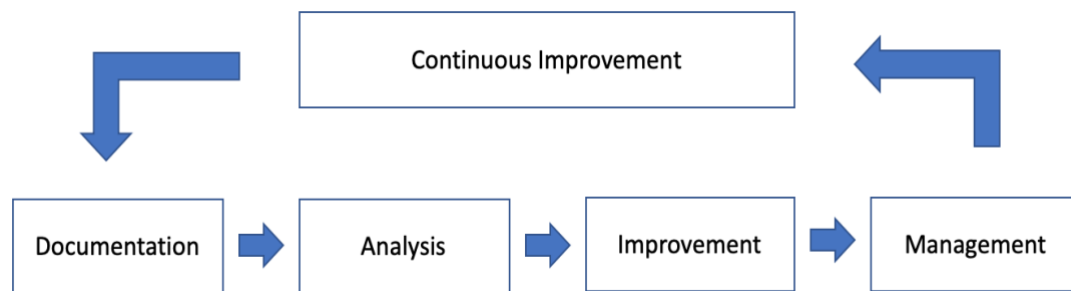 Continuous Improvement
Documentation
Analysis
Improvement
Management